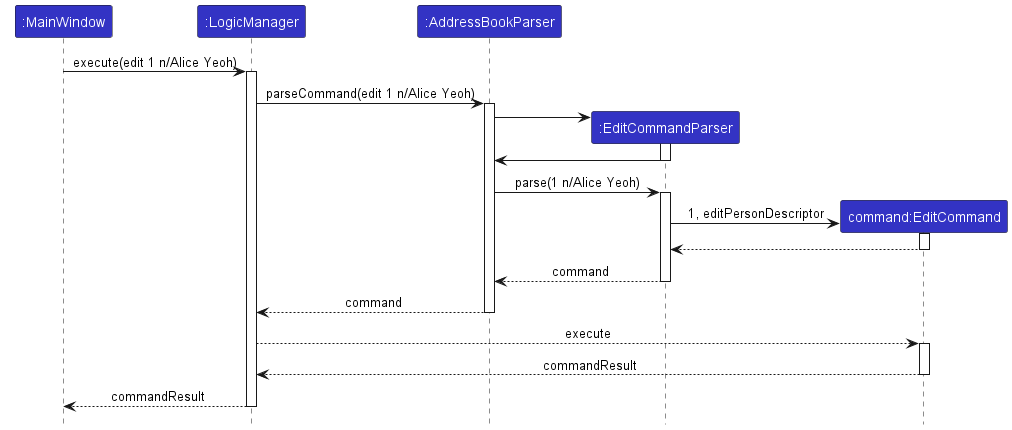 :MainWindow
:LogicManager
:AddressBookParser
execute(edit 1 n/Alice Yeoh)
parseCommand(edit 1 n/Alice Yeoh)
:EditCommandParser
parse(1 n/Alice Yeoh)
1, editPersonDescriptor
command:EditCommand
command
command
execute
commandResult
commandResult